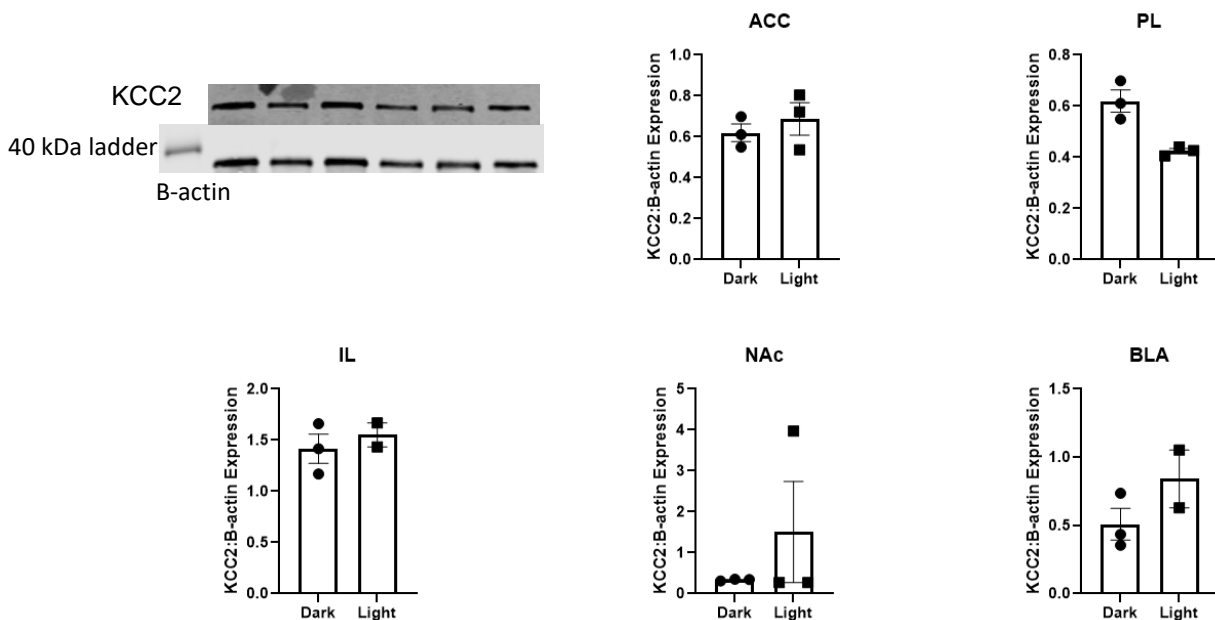 KCC2
40 kDa ladder
B-actin
ACC
KCC2:B-actin Expression
1.0
0.8
0.6
0.4
0.2
0.0
Dark Light
PL
KCC2:B-actin Expression
0.8
0.6
0.4
0.2
0.0
Dark Light
IL
KCC2:B-actin Expression
2.0
1.5
1.0
0.5
0.0
Dark Light
NAc
KCC2:B-actin Expression
5
4
3
2
1
0
Dark Light
BLA
KCC2:B-actin Expression
1.5
1.0
0.5
0.0
Dark Light